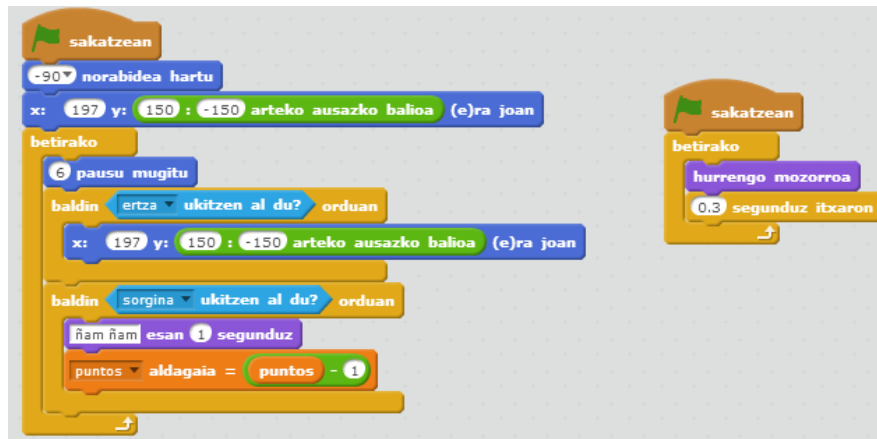 sakatzean
-90 norabidea hartu
x: 197 y: 150 : -150 arteko ausazko balioa (e)ra joan
betirako
6 pausu mugitu
baldin ertza ukitzen al du? orduan
x: 197 y: 150 : -150 arteko ausazko balioa (e)ra joan
baldin sorgina ukitzen al du? orduan
ñam ñam esan 1 segunduz
puntos aldagaia = puntos - 1
sakatzean
betirako
hurrengo mozorroa
0.3 segunduz itxaron